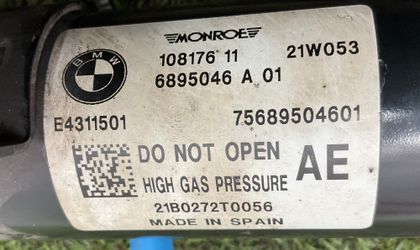 MONROE
BMW
108176 11 21W053
6895046 A 01
E4311501 75689504601
DO NOT OPEN AE
HIGH GAS PRESSURE
21B0272T0056
MADE IN SPAIN